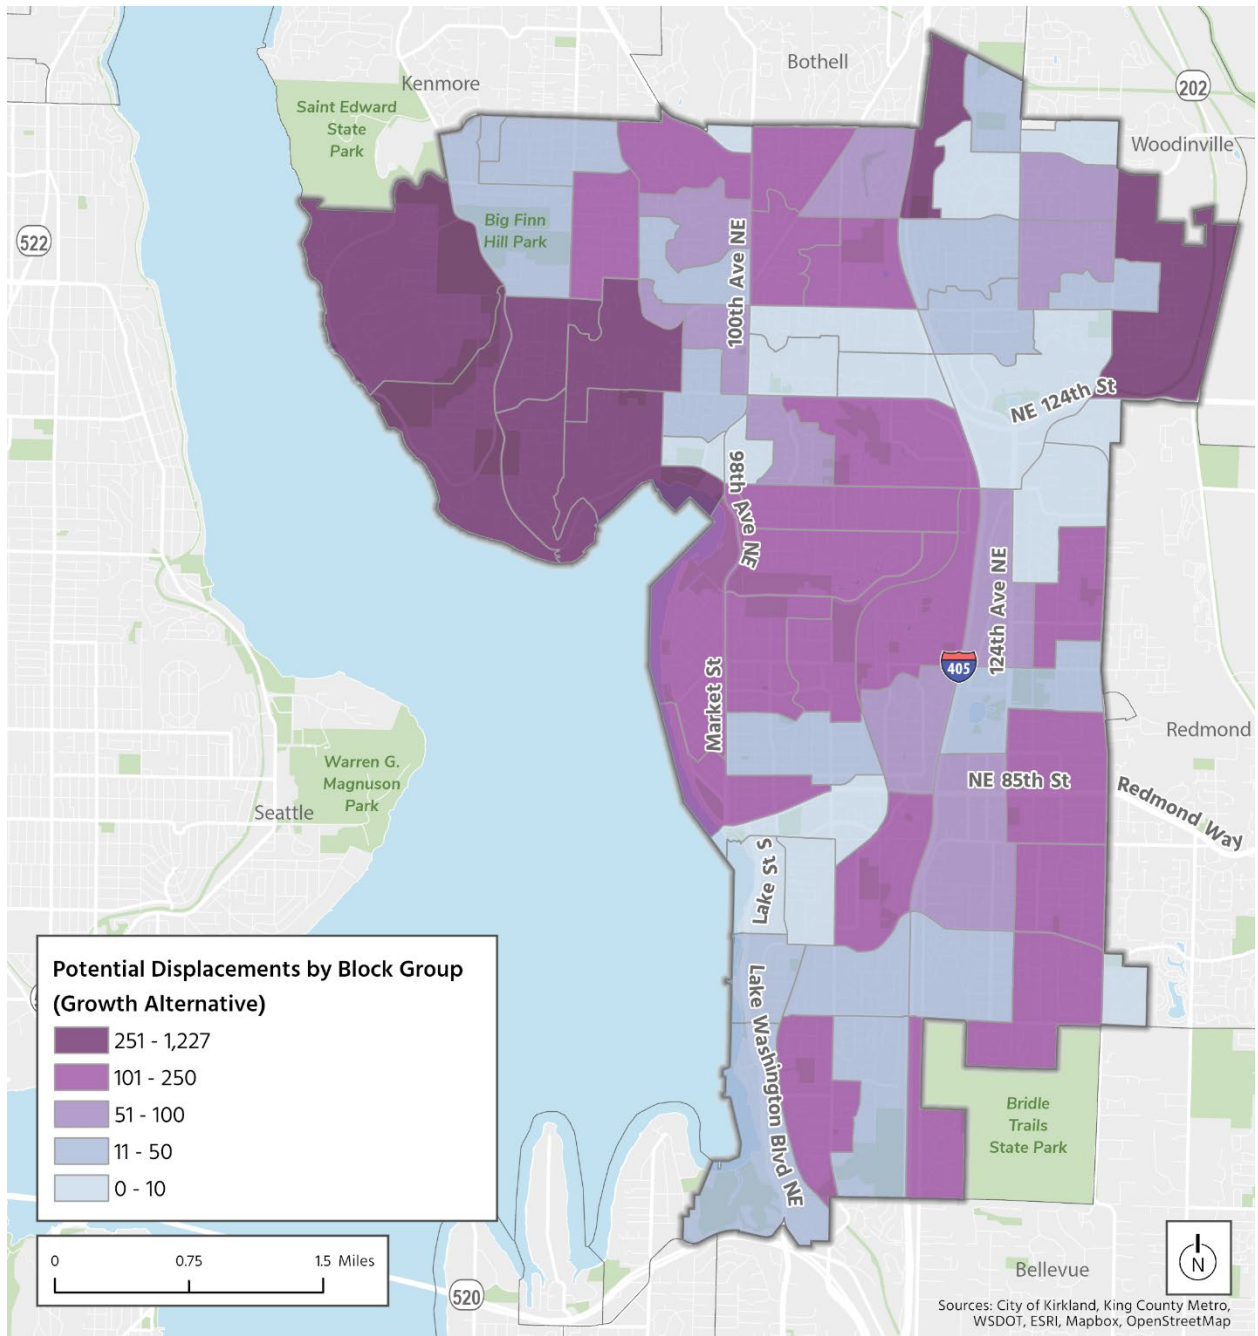 Bothell
Kenmore
202
Saint Edward
State
Park
Woodinville
Big Finn
Hill Park
522
100th Ave NE
NE 124th St
98th Ave NE
124th Ave NE
405
Market St
Redmond
Warren G.
Magnuson
Park
NE 85th St
Seattle
Redmond Way
Lake St S
Lake Washington Blvd NE
Potential Displacements by Block Group
(Growth Alternative)
251 - 1,227
101 - 250
51 - 100
11 - 50
0 - 10
Bridle
Trails
State Park
0 0.75 1.5 Miles
N
Bellevue
520
Sources: City of Kirkland, King County Metro,
WSDOT, ESRI, Mapbox, OpenStreetMap